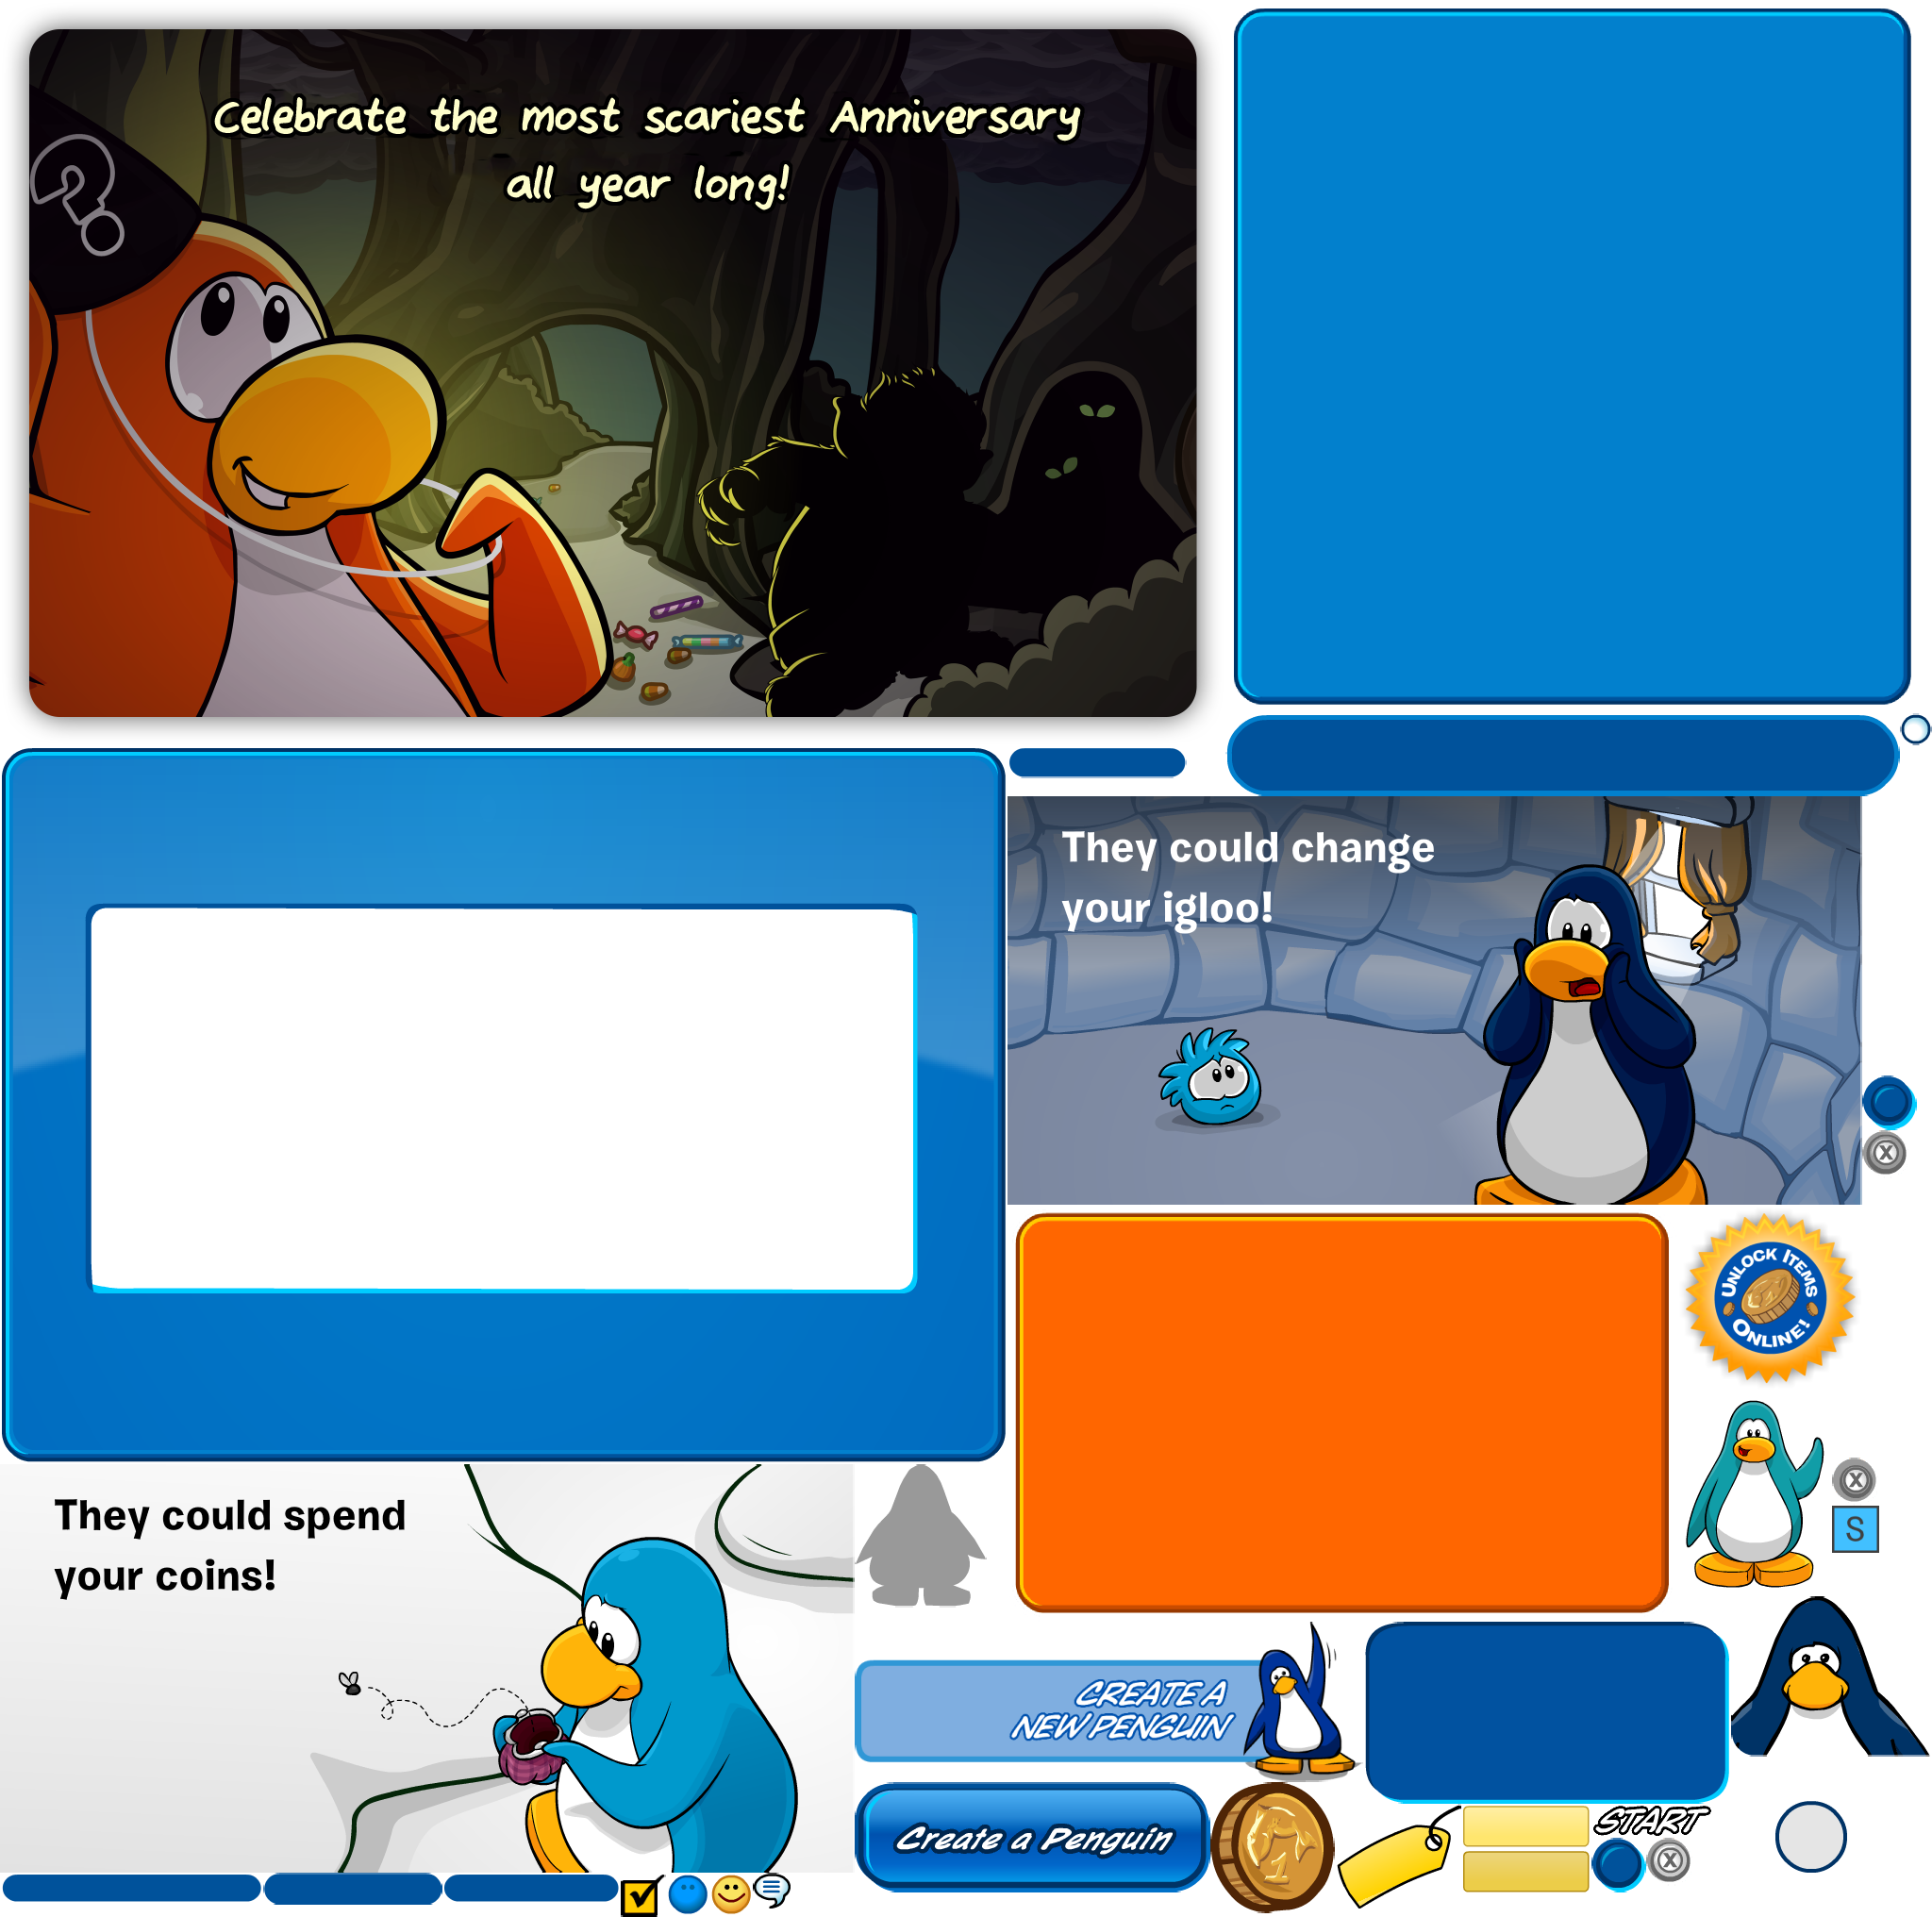 Celebrate the most scariest Anniversary
all year long!
They could change
your igloo!
X
UNLOCK ITEMS
ONLINE!
They could spend
your coins!
X
S
CREATE A
NEW PENGUIN
Create a Penguin
1
START
X